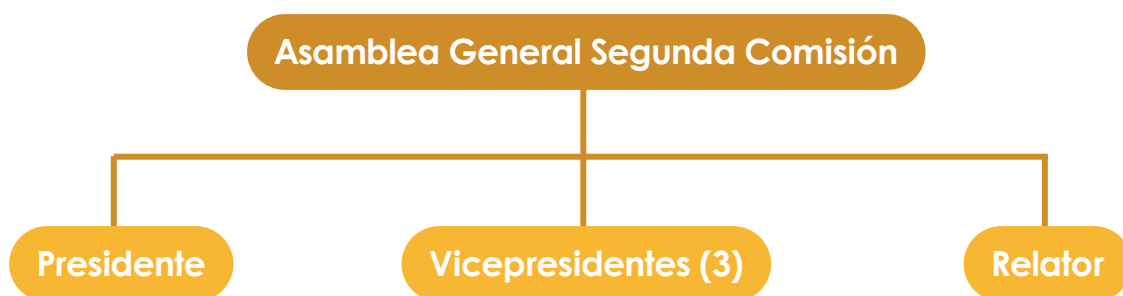 Asamblea General Segunda Comisión
Presidente
Vicepresidentes (3)
Relator